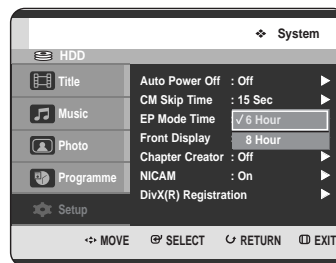 System
HDD
Title
Music
Photo
Programme
Setup
Auto Power Off : Off
CM Skip Time : 15 Sec
EP Mode Time : ✓ 6 Hour
Front Display : 8 Hour
Chapter Creator : Off
NICAM : On
DivX(R) Registration
MOVE SELECT RETURN EXIT